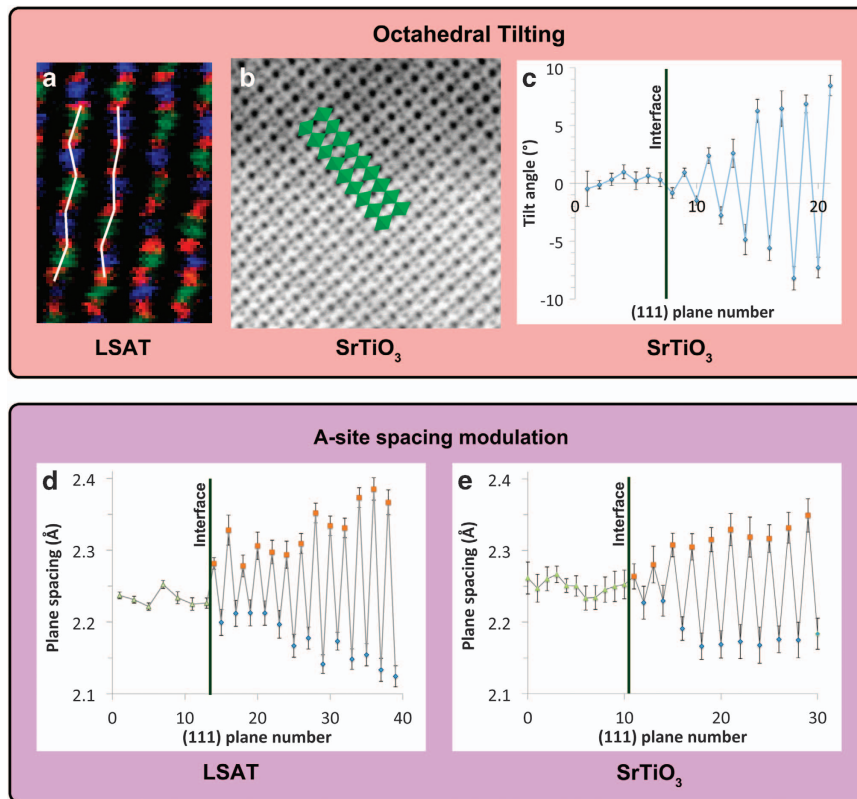 Octahedral Tilting
a
b
c
10
5
0
-5
-10
Tilt angle (°)
Interface
0
10
20
(111) plane number
LSAT
SrTiO₃
SrTiO₃
A-site spacing modulation
d
2.4
2.3
2.2
2.1
Plane spacing (Å)
Interface
0
10
20
30
40
(111) plane number
LSAT
e
2.4
2.3
2.2
2.1
Plane spacing (Å)
Interface
0
10
20
30
(111) plane number
SrTiO₃